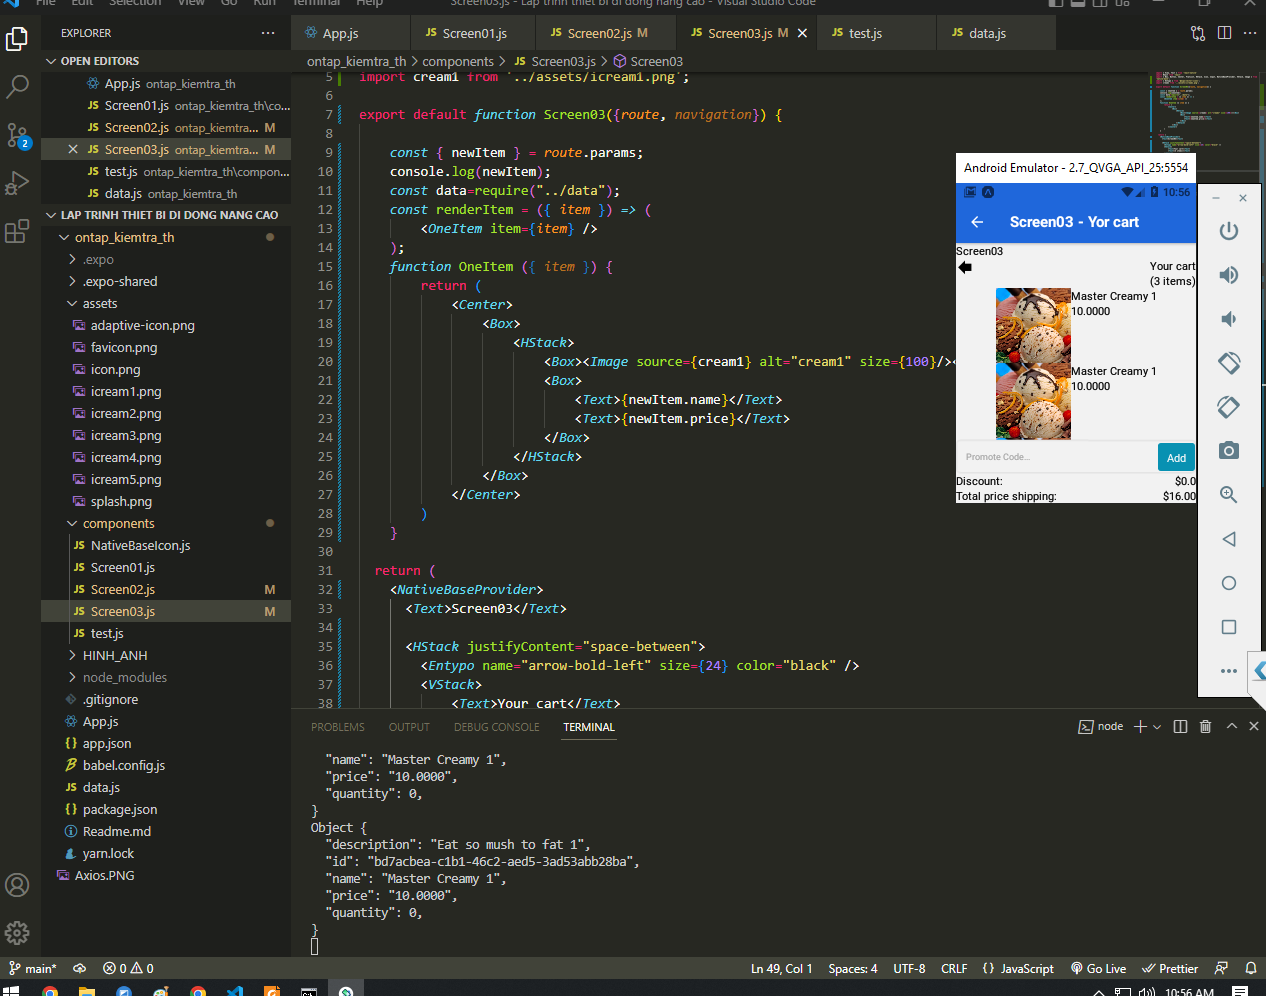 File Edit Selection View Go Run Terminal Help Screen03.js - Lap trinh thiet bi di dong nang cao - Visual Studio Code
EXPLORER
App.js
Screen01.js
Screen02.js M
Screen03.js M
test.js
data.js
OPEN EDITORS
App.js ontap_kiemtra_th
Screen01.js ontap_kiemtra_th\co...
Screen02.js ontap_kiemtra... M
Screen03.js ontap_kiemtra... M
test.js ontap_kiemtra_th\compon...
data.js ontap_kiemtra_th
LAP TRINH THIET BI DI DONG NANG CAO
ontap_kiemtra_th
.expo
.expo-shared
assets
adaptive-icon.png
favicon.png
icon.png
icream1.png
icream2.png
icream3.png
icream4.png
icream5.png
splash.png
components
NativeBaseIcon.js
Screen01.js
Screen02.js M
Screen03.js M
test.js
HINH_ANH
node_modules
.gitignore
App.js
app.json
babel.config.js
data.js
package.json
Readme.md
yarn.lock
Axios.PNG
2
ontap_kiemtra_th > components > Screen03.js > Screen03
5 import cream1 from '../assets/icream1.png';
6
7 export default function Screen03({route, navigation}) {
8
9 const { newItem } = route.params;
10 console.log(newItem);
11 const data=require("../data");
12 const renderItem = ({ item }) => (
13 <OneItem item={item} />
14 );
15 function OneItem ({ item }) {
16 return (
17 <Center>
18 <Box>
19 <HStack>
20 <Box><Image source={cream1} alt="cream1" size={100}/><
21 <Box>
22 <Text>{newItem.name}</Text>
23 <Text>{newItem.price}</Text>
24 </Box>
25 </HStack>
26 </Box>
27 </Center>
28 )
29 }
30
31 return (
32 <NativeBaseProvider>
33 <Text>Screen03</Text>
34
35 <HStack justifyContent="space-between">
36 <Entypo name="arrow-bold-left" size={24} color="black" />
37 <VStack>
38 <Text>Your cart</Text>
Android Emulator - 2.7_QVGA_API_25:5554
10:56
Screen03 - Yor cart
Screen03
Your cart
(3 items)
Master Creamy 1
10.0000
Master Creamy 1
10.0000
Promote Code...
Add
Discount: $0.0
Total price shipping: $16.00
PROBLEMS OUTPUT DEBUG CONSOLE TERMINAL
node
"name": "Master Creamy 1",
"price": "10.0000",
"quantity": 0,
}
Object {
"description": "Eat so mush to fat 1",
"id": "bd7acbea-c1b1-46c2-aed5-3ad53abb28ba",
"name": "Master Creamy 1",
"price": "10.0000",
"quantity": 0,
}
main* 0 0 Ln 49, Col 1 Spaces: 4 UTF-8 CRLF {} JavaScript Go Live Prettier
10:56 AM